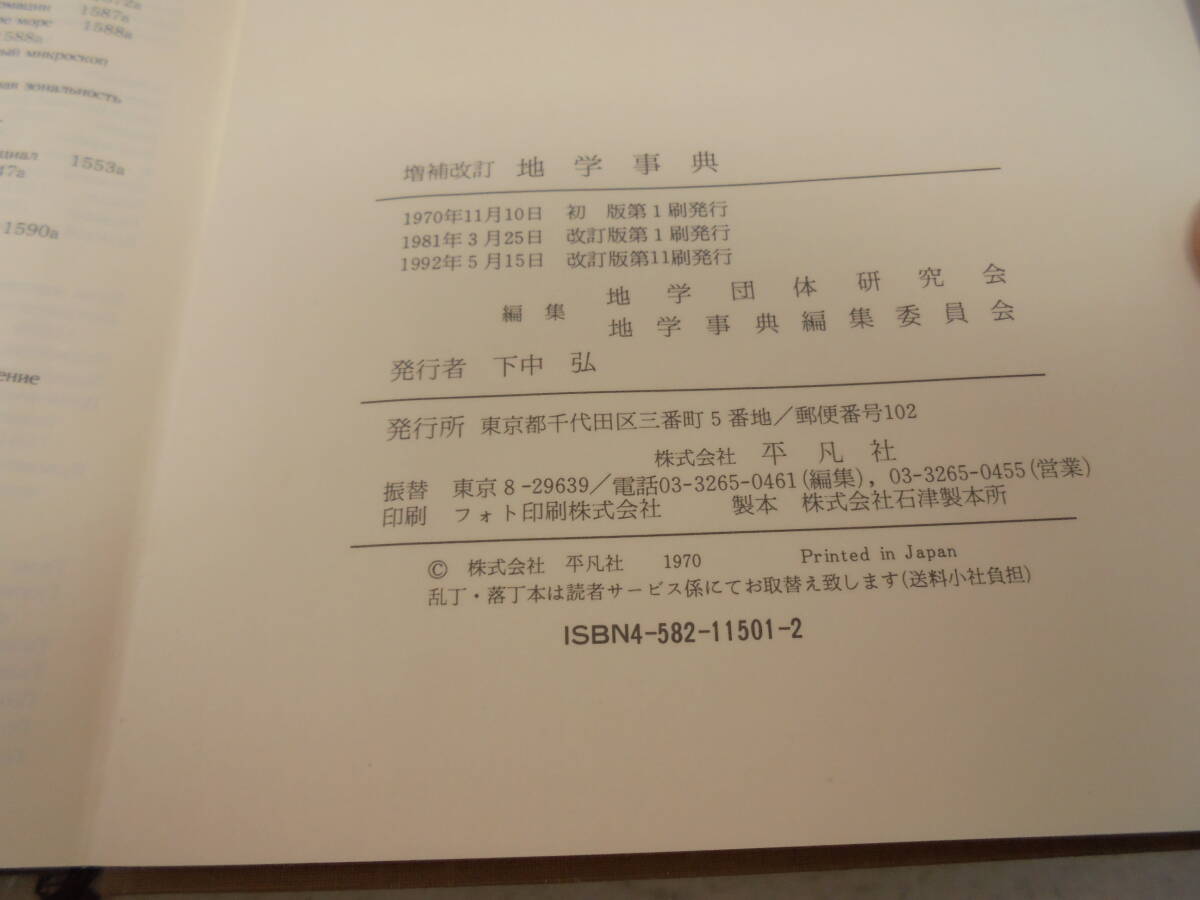 1587a
море 1588a
1588a
микроскоп
зональность
1553a
47a
1590a
ение
増補改訂 地学事典
1970年11月10日 初 版第1刷発行
1981年3月25日 改訂版第1刷発行
1992年5月15日 改訂版第11刷発行
編集 地学団体研究会
地学事典編集委員会
発行者 下中 弘
発行所 東京都千代田区三番町5番地/郵便番号102
株式会社 平凡社
振替 東京8-29639/電話03-3265-0461(編集), 03-3265-0455(営業)
印刷 フォト印刷株式会社 製本 株式会社石津製本所
© 株式会社 平凡社 1970 Printed in Japan
乱丁・落丁本は読者サービス係にてお取替え致します(送料小社負担)
ISBN4-582-11501-2